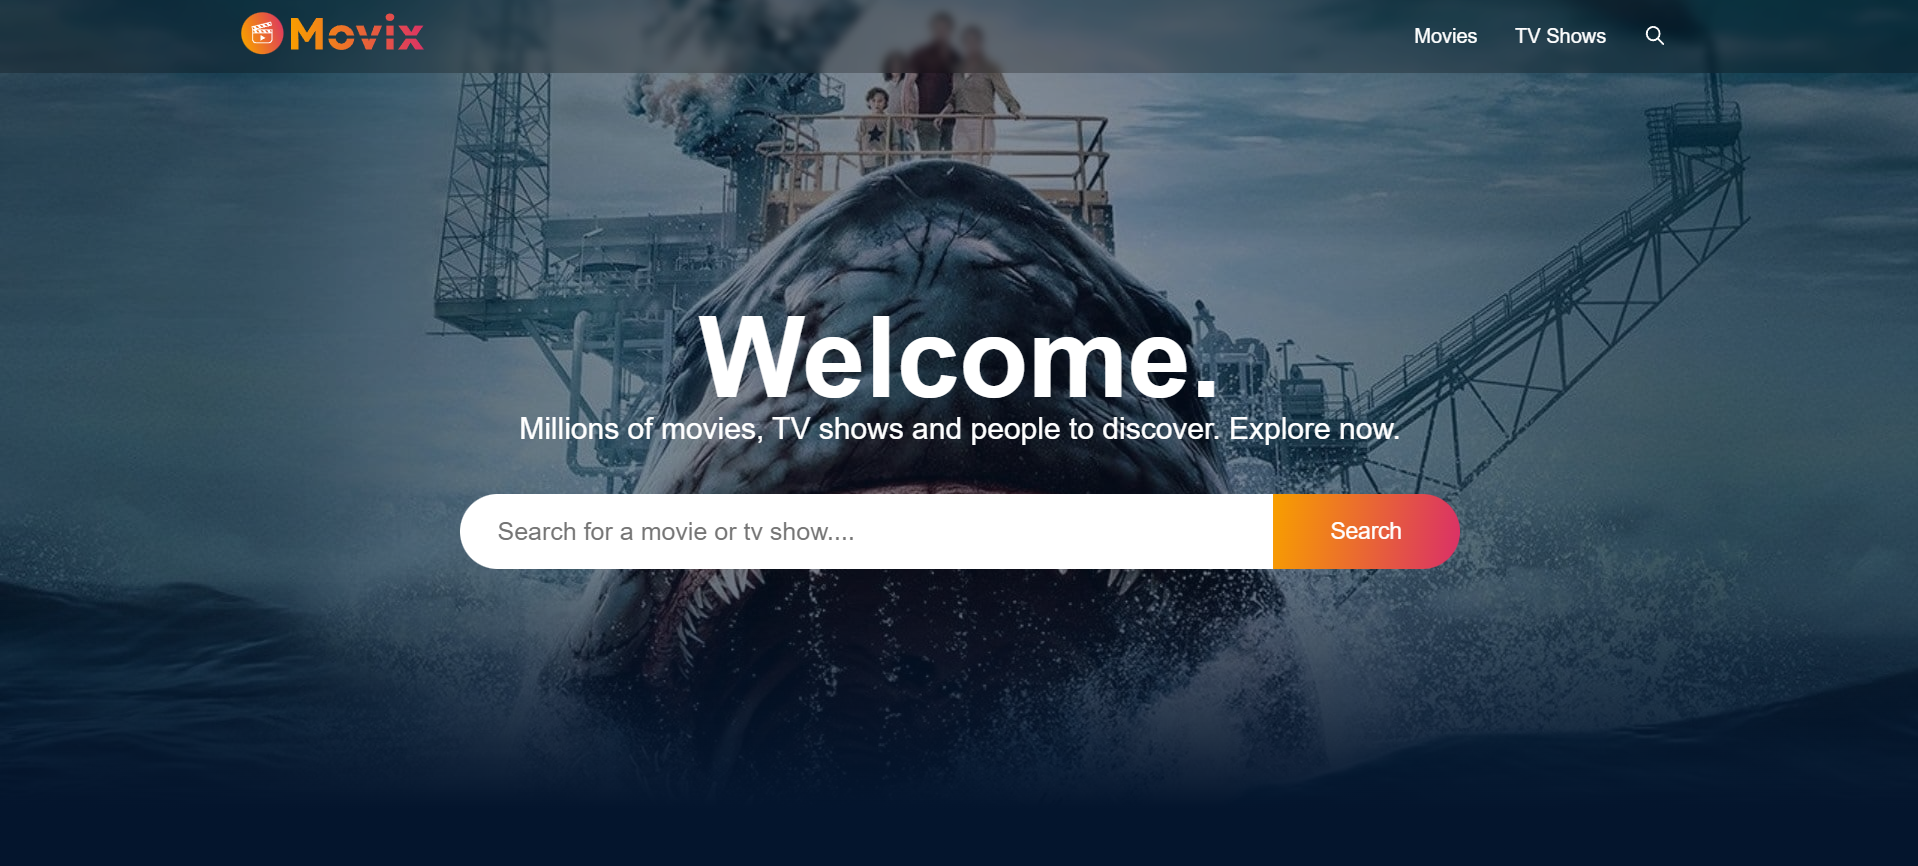 Movix
Movies
TV Shows
Welcome.
Millions of movies, TV shows and people to discover. Explore now.
Search for a movie or tv show....
Search